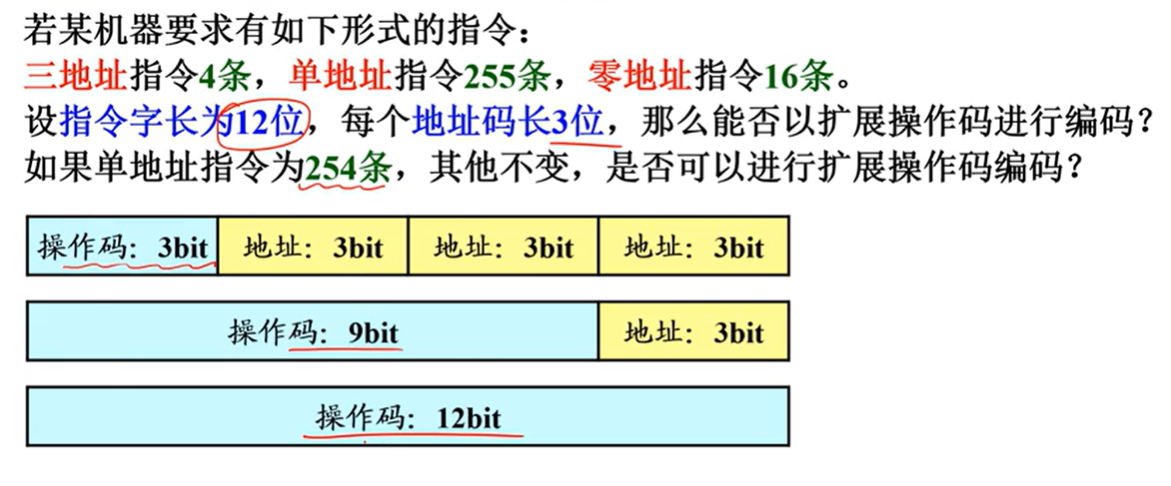 若某机器要求有如下形式的指令：
三地址指令4条，单地址指令255条，零地址指令16条。
设指令字长为12位，每个地址码长3位，那么能否以扩展操作码进行编码？
如果单地址指令为254条，其他不变，是否可以进行扩展操作码编码？
操作码：3bit 地址：3bit 地址：3bit 地址：3bit
操作码：9bit 地址：3bit
操作码：12bit